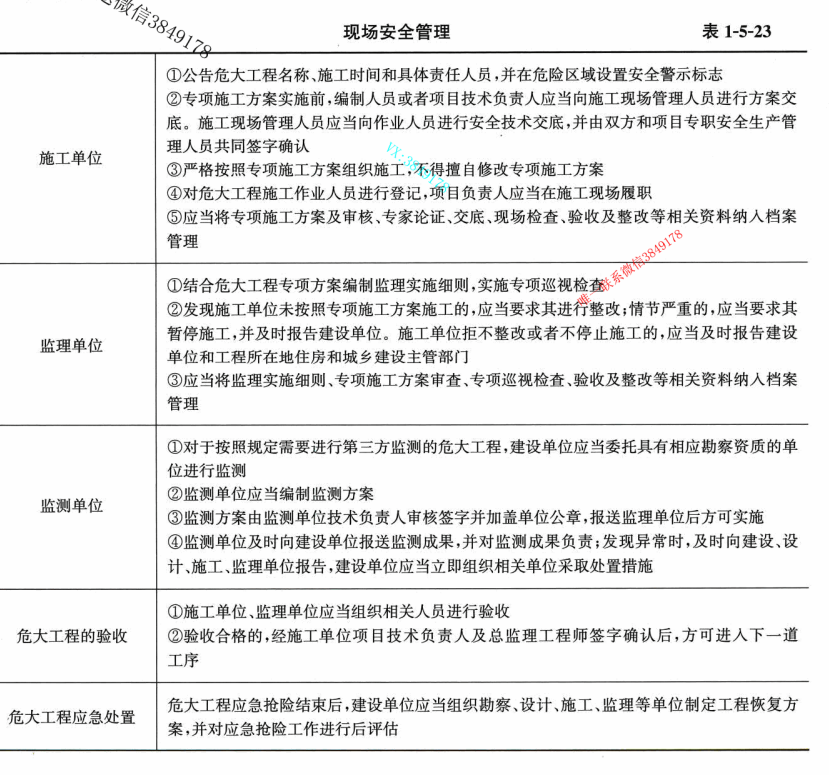 微信3849178
现场安全管理
表 1-5-23
施工单位
①公告危大工程名称、施工时间和具体责任人员,并在危险区域设置安全警示标志
②专项施工方案实施前,编制人员或者项目技术负责人应当向施工现场管理人员进行方案交
底。施工现场管理人员应当向作业人员进行安全技术交底,并由双方和项目专职安全生产管
理人员共同签字确认
③严格按照专项施工方案组织施工,不得擅自修改专项施工方案
④对危大工程施工作业人员进行登记,项目负责人应当在施工现场履职
⑤应当将专项施工方案及审核、专家论证、交底、现场检查、验收及整改等相关资料纳入档案
管理
VX:3849178
监理单位
①结合危大工程专项方案编制监理实施细则,实施专项巡视检查
②发现施工单位未按照专项施工方案施工的,应当要求其进行整改;情节严重的,应当要求其
暂停施工,并及时报告建设单位。施工单位拒不整改或者不停止施工的,应当及时报告建设
单位和工程所在地住房和城乡建设主管部门
③应当将监理实施细则、专项施工方案审查、专项巡视检查、验收及整改等相关资料纳入档案
管理
唯一联系微信3849178
监测单位
①对于按照规定需要进行第三方监测的危大工程,建设单位应当委托具有相应勘察资质的单
位进行监测
②监测单位应当编制监测方案
③监测方案由监测单位技术负责人审核签字并加盖单位公章,报送监理单位后方可实施
④监测单位及时向建设单位报送监测成果,并对监测成果负责;发现异常时,及时向建设、设
计、施工、监理单位报告,建设单位应当立即组织相关单位采取处置措施
危大工程的验收
①施工单位、监理单位应当组织相关人员进行验收
②验收合格的,经施工单位项目技术负责人及总监理工程师签字确认后,方可进入下一道
工序
危大工程应急处置
危大工程应急抢险结束后,建设单位应当组织勘察、设计、施工、监理等单位制定工程恢复方
案,并对应急抢险工作进行后评估